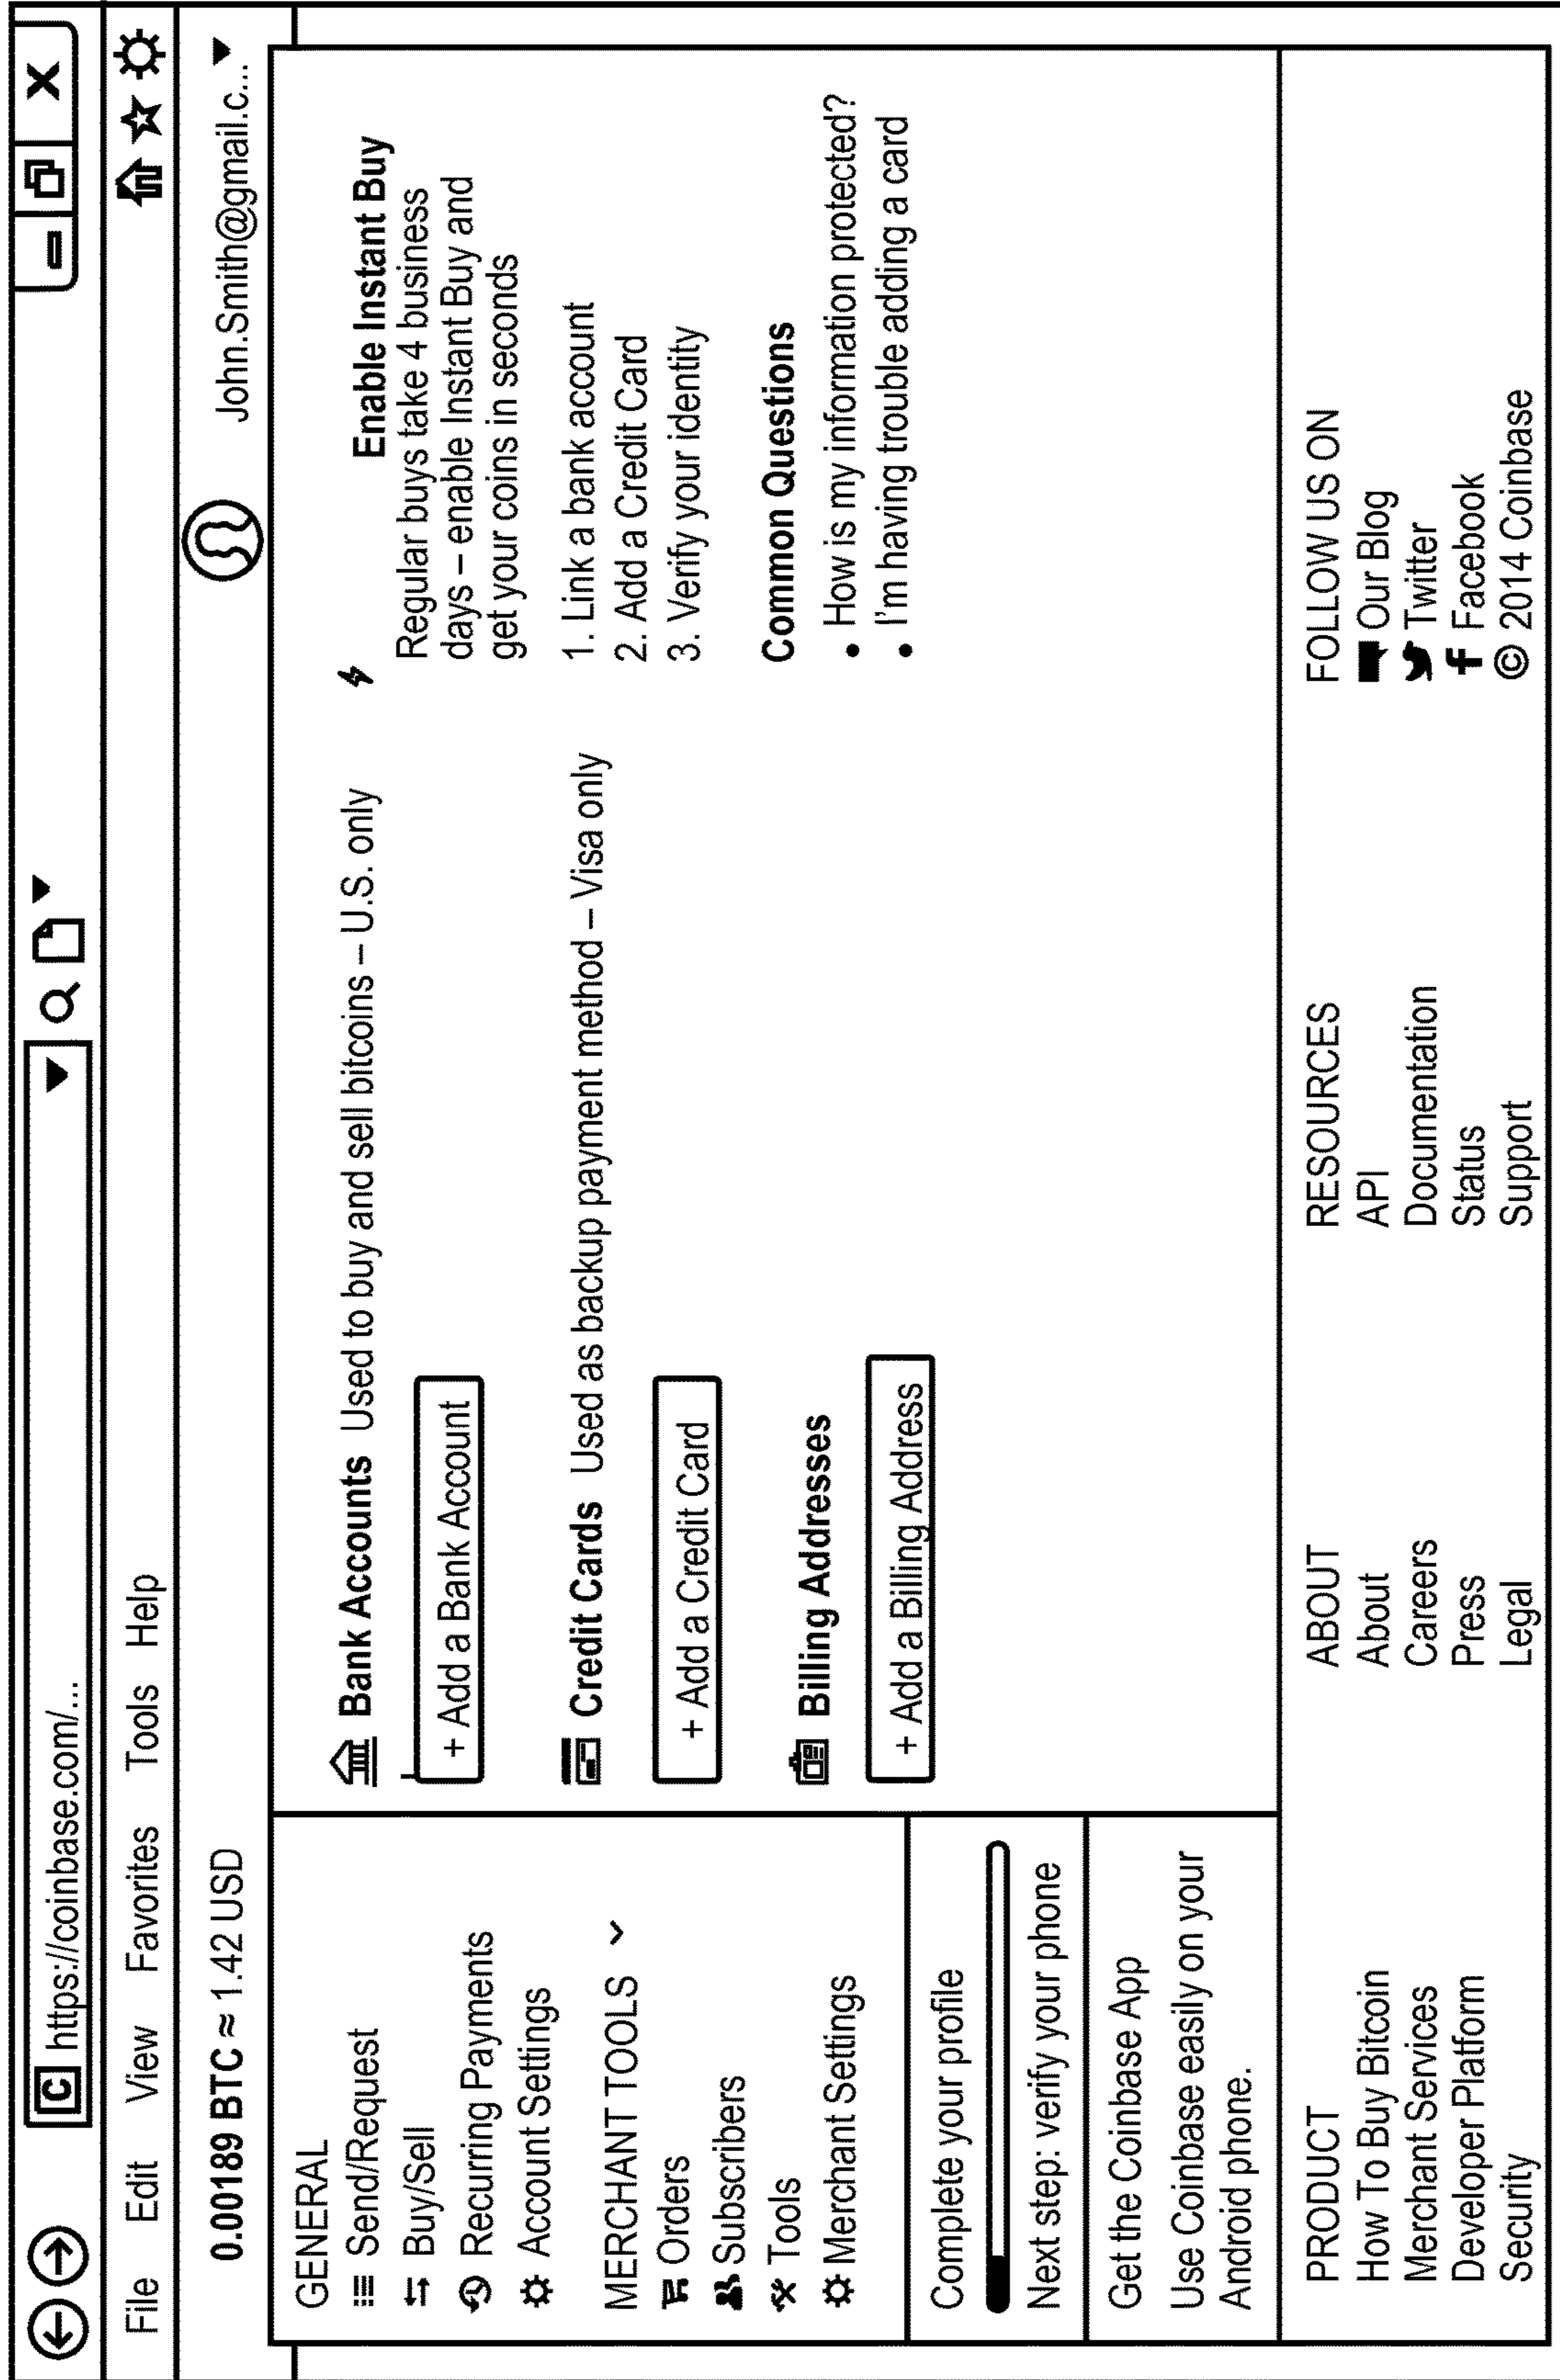 C https://coinbase.com/...
X
File Edit View Favorites Tools Help
0.00189 BTC ≈ 1.42 USD
John.Smith@gmail.c...
GENERAL
Send/Request
Buy/Sell
Recurring Payments
Account Settings
MERCHANT TOOLS
Orders
Subscribers
Tools
Merchant Settings
Complete your profile
Next step: verify your phone
Get the Coinbase App
Use Coinbase easily on your
Android phone.
Bank Accounts Used to buy and sell bitcoins – U.S. only
+ Add a Bank Account
Credit Cards Used as backup payment method – Visa only
+ Add a Credit Card
Billing Addresses
+ Add a Billing Address
Enable Instant Buy
Regular buys take 4 business
days – enable Instant Buy and
get your coins in seconds
1. Link a bank account
2. Add a Credit Card
3. Verify your identity
Common Questions
• How is my information protected?
• I'm having trouble adding a card
PRODUCT
How To Buy Bitcoin
Merchant Services
Developer Platform
Security
ABOUT
About
Careers
Press
Legal
RESOURCES
API
Documentation
Status
Support
FOLLOW US ON
Our Blog
Twitter
f Facebook
© 2014 Coinbase